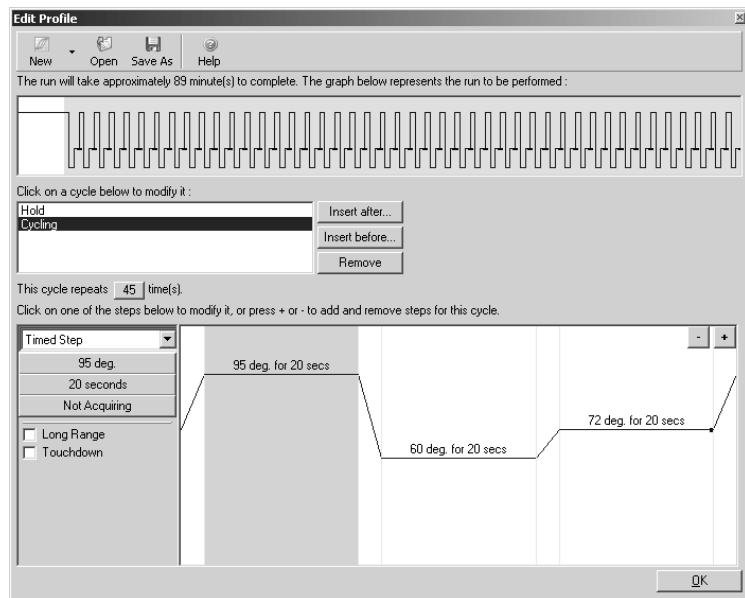 Edit Profile
New Open Save As Help
The run will take approximately 89 minute(s) to complete. The graph below represents the run to be performed :
Click on a cycle below to modify it :
Hold
Cycling
Insert after...
Insert before...
Remove
This cycle repeats 45 time(s).
Click on one of the steps below to modify it, or press + or - to add and remove steps for this cycle.
Timed Step
95 deg.
20 seconds
Not Acquiring
Long Range
Touchdown
- +
95 deg. for 20 secs
72 deg. for 20 secs
60 deg. for 20 secs
OK